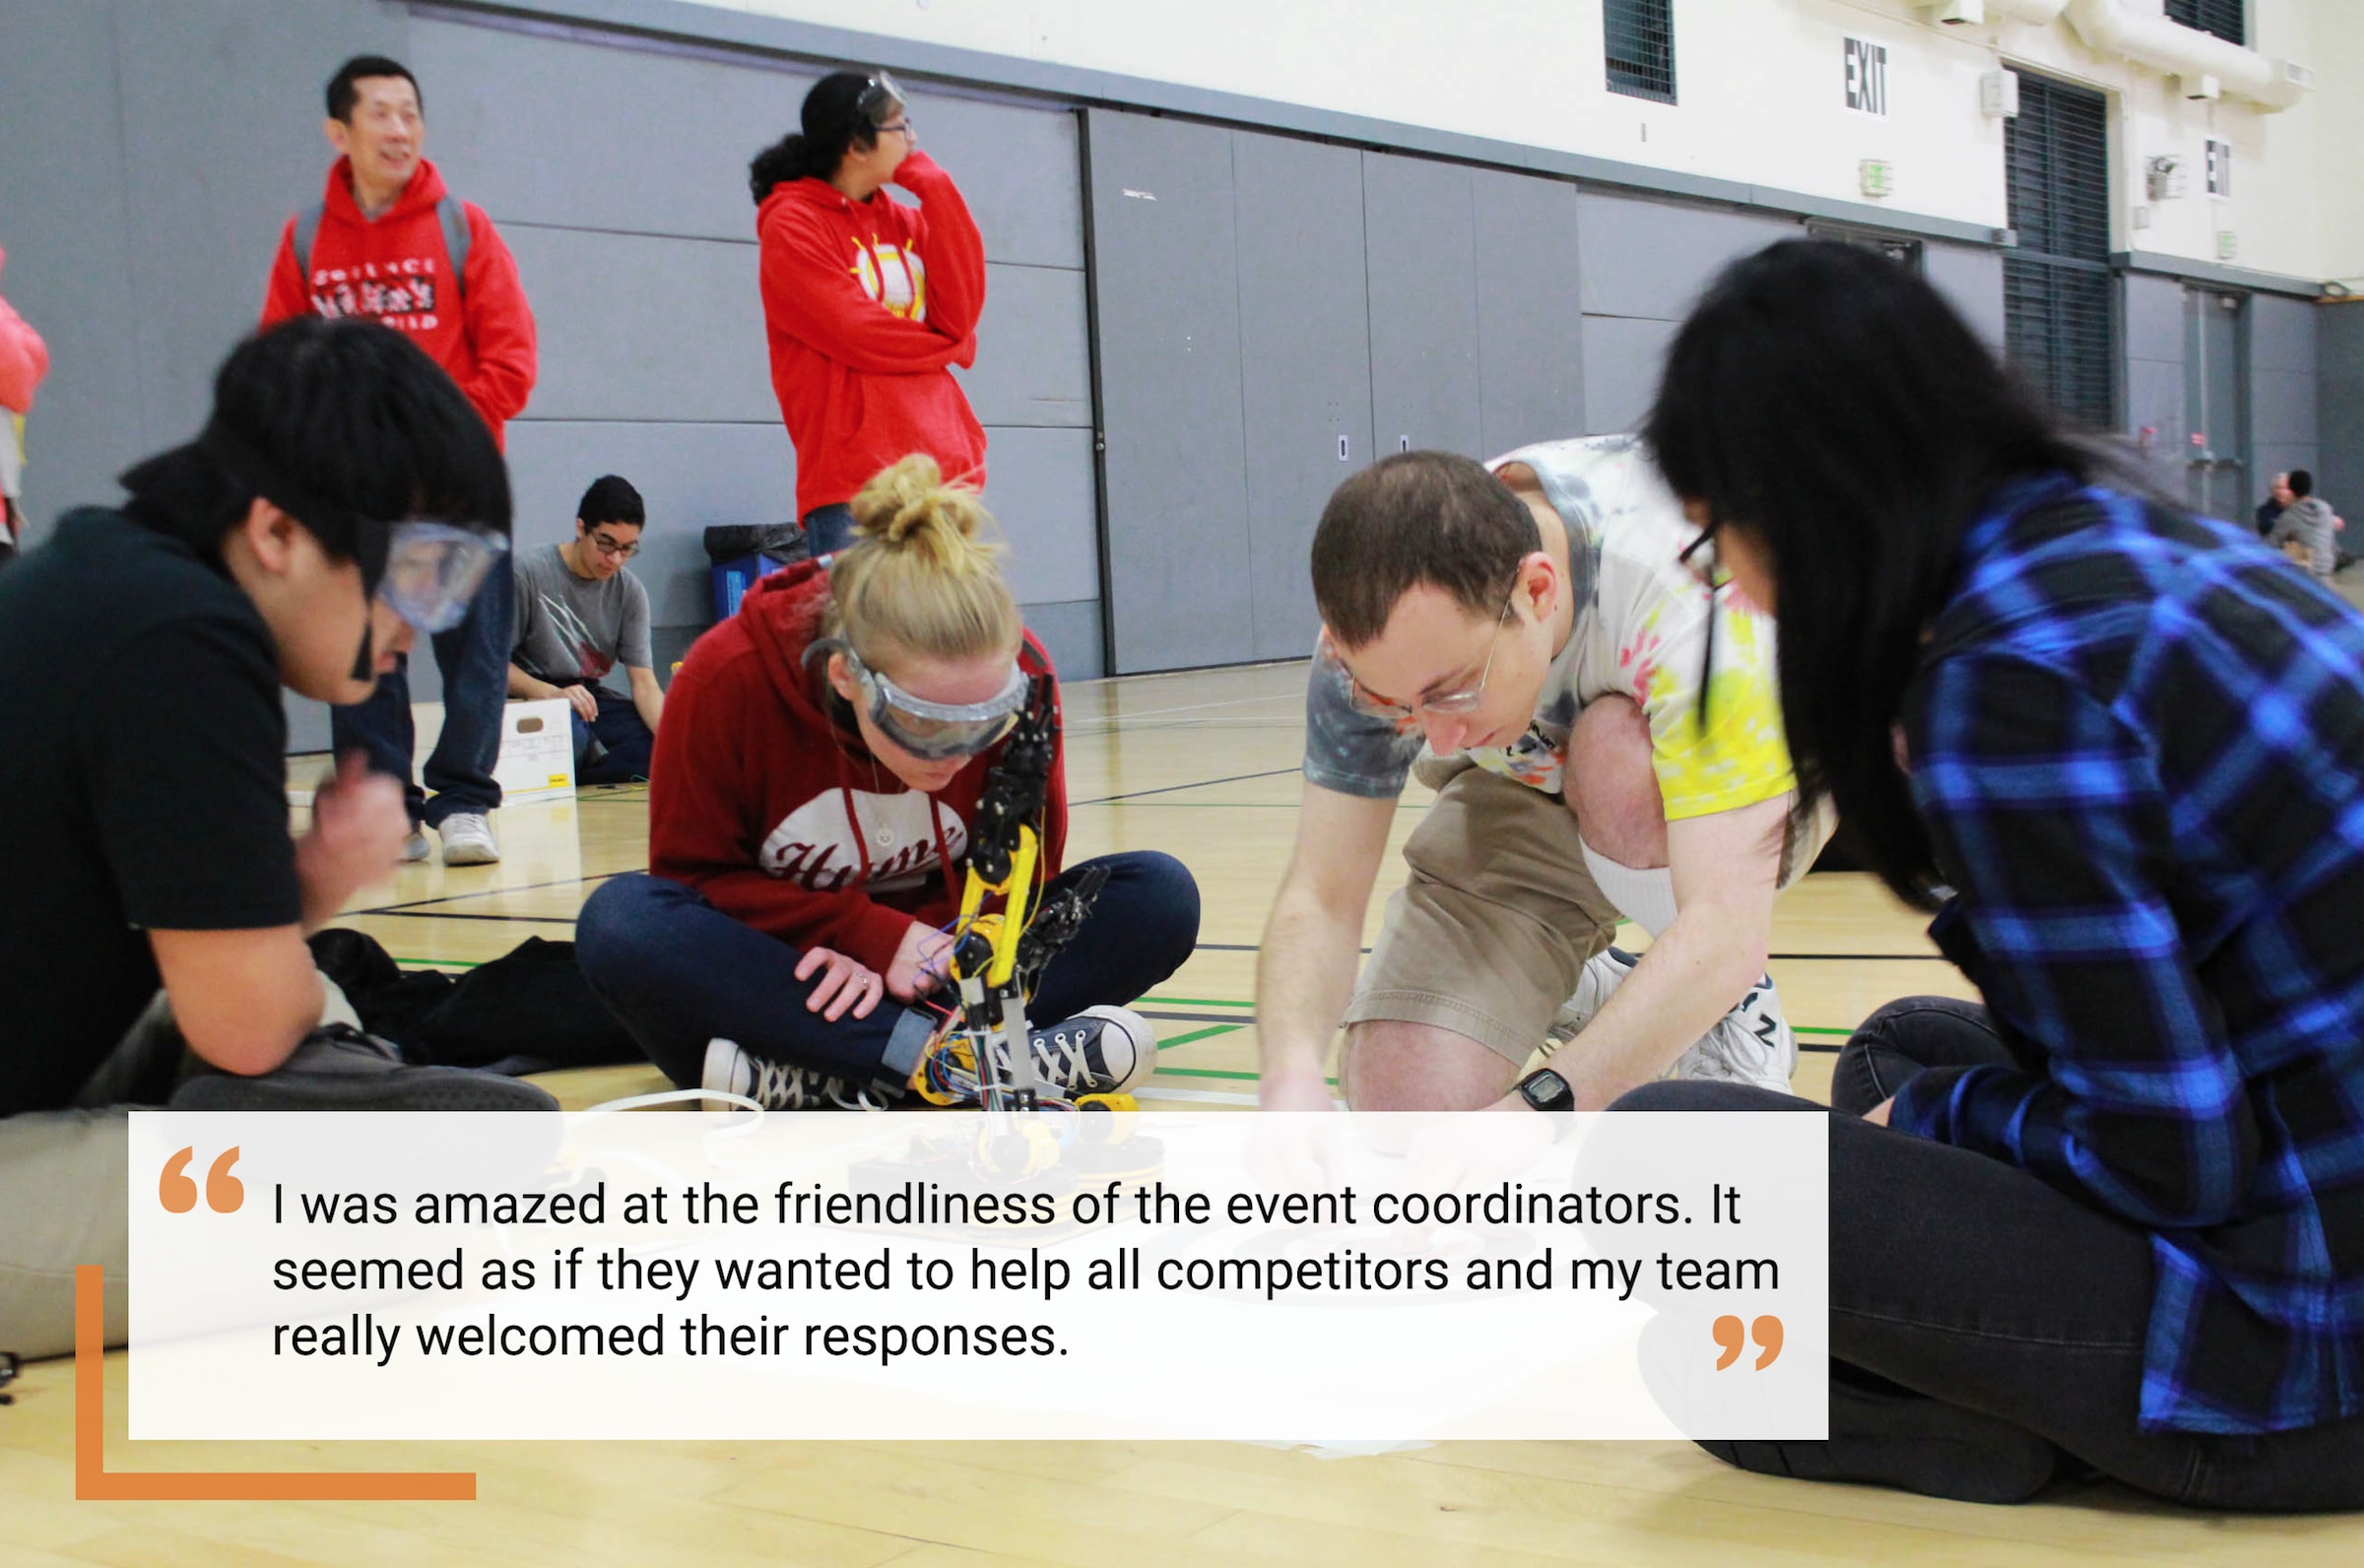 EXIT
“ I was amazed at the friendliness of the event coordinators. It
seemed as if they wanted to help all competitors and my team
really welcomed their responses. ”